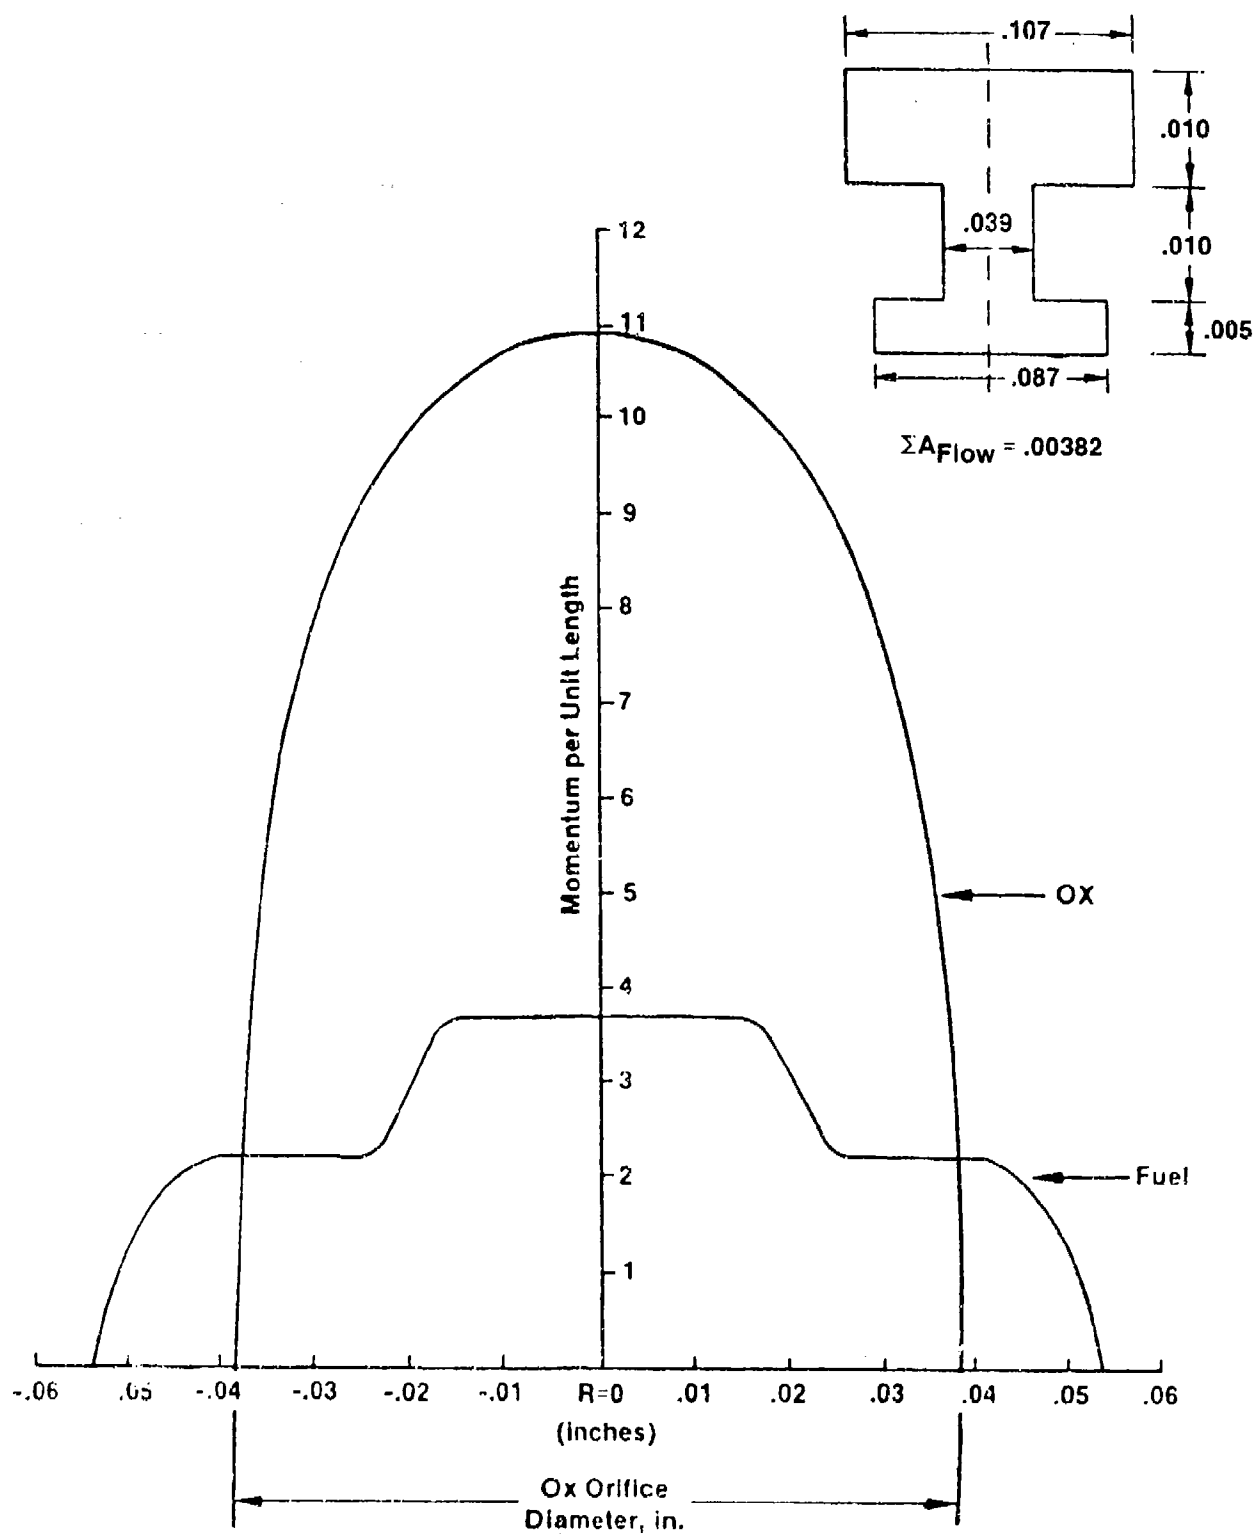 .107
.010
.039
.010
.005
.087
ΣAFlow = .00382
12
11
10
9
8
7
6
5
4
3
2
1
Momentum per Unit Length
OX
Fuel
-.06 .05 -.04 -.03 -.02 -.01 R=0 .01 .02 .03 .04 .05 .06
(inches)
Ox Orifice
Diameter, in.